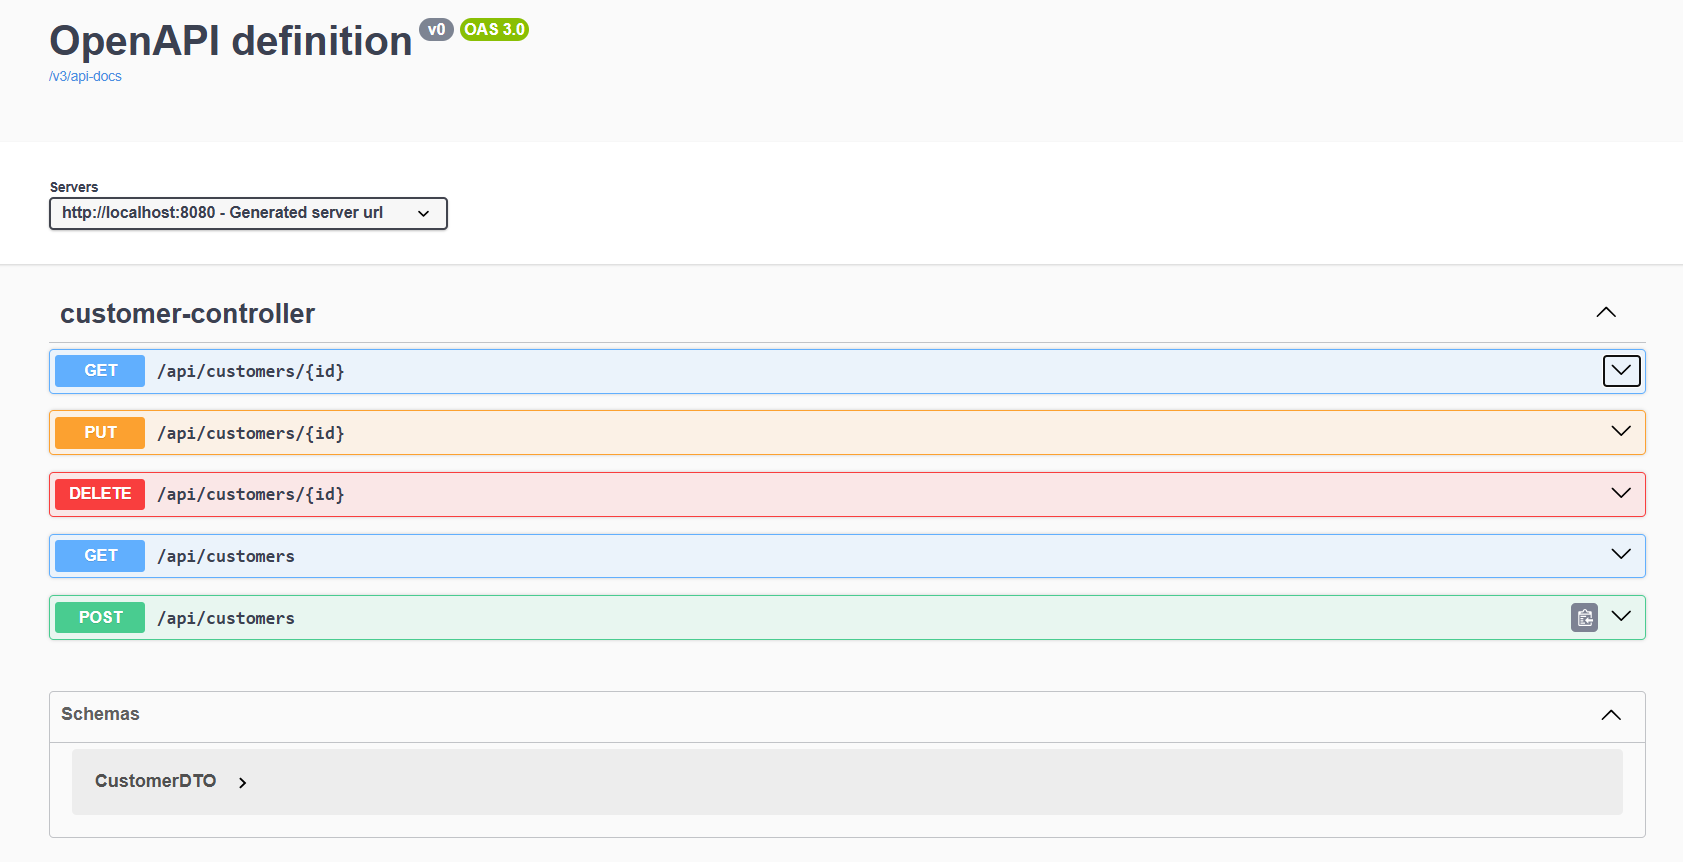 OpenAPI definition v0 OAS 3.0
/v3/api-docs
Servers
http://localhost:8080 - Generated server url
customer-controller
GET /api/customers/{id}
PUT /api/customers/{id}
DELETE /api/customers/{id}
GET /api/customers
POST /api/customers
Schemas
CustomerDTO